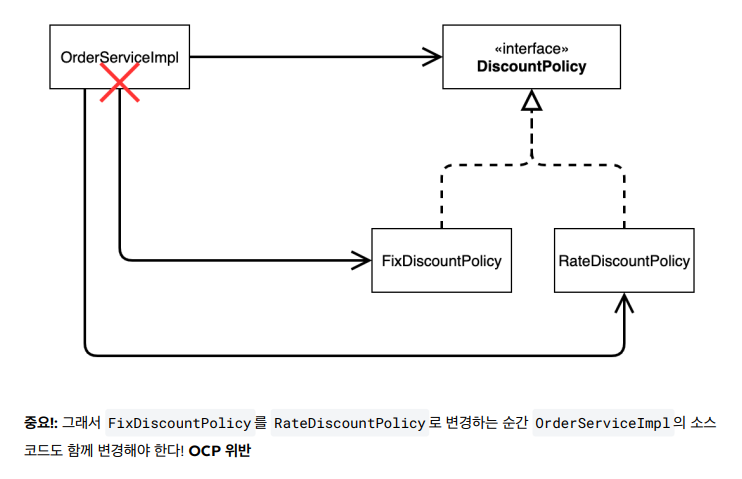 OrderServiceImpl
«interface»
DiscountPolicy
FixDiscountPolicy
RateDiscountPolicy
중요!: 그래서 FixDiscountPolicy 를 RateDiscountPolicy 로 변경하는 순간 OrderServiceImpl 의 소스
코드도 함께 변경해야 한다! OCP 위반